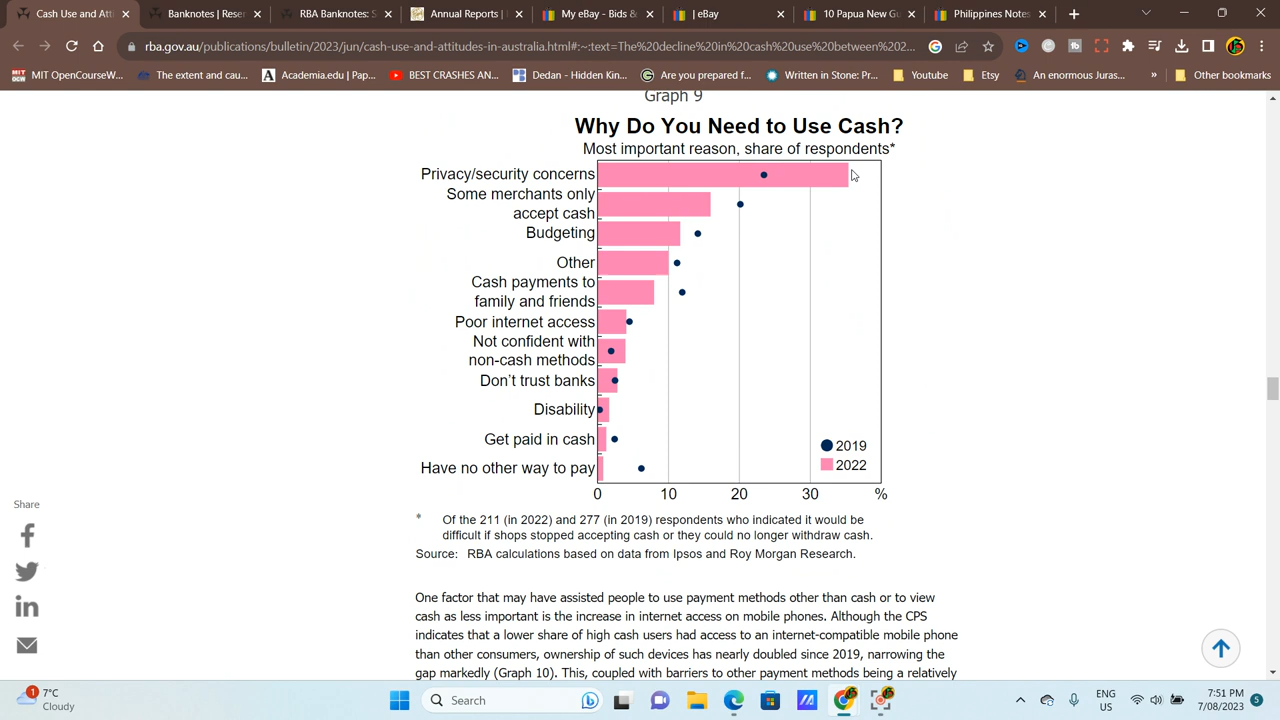 Cash Use and Atti
Banknotes | Reser
RBA Banknotes: S
Annual Reports |
My eBay - Bids &
| eBay
10 Papua New Gu
Philippines Notes
rba.gov.au/publications/bulletin/2023/jun/cash-use-and-attitudes-in-australia.html#:~:text=The%20decline%20in%20cash%20use%20between%202...
MIT OpenCourseW...
The extent and cau...
Academia.edu | Pap...
BEST CRASHES AN...
Dedan - Hidden Kin...
Are you prepared f...
Written in Stone: Pr...
Youtube
Etsy
An enormous Juras...
»
Other bookmarks
Graph 9
Why Do You Need to Use Cash?
Most important reason, share of respondents*
Privacy/security concerns
Some merchants only
accept cash
Budgeting
Other
Cash payments to
family and friends
Poor internet access
Not confident with
non-cash methods
Don't trust banks
Disability
Get paid in cash
Have no other way to pay
2019
2022
0 10 20 30 %
* Of the 211 (in 2022) and 277 (in 2019) respondents who indicated it would be
difficult if shops stopped accepting cash or they could no longer withdraw cash.
Source: RBA calculations based on data from Ipsos and Roy Morgan Research.
Share
One factor that may have assisted people to use payment methods other than cash or to view
cash as less important is the increase in internet access on mobile phones. Although the CPS
indicates that a lower share of high cash users had access to an internet-compatible mobile phone
than other consumers, ownership of such devices has nearly doubled since 2019, narrowing the
gap markedly (Graph 10). This, coupled with barriers to other payment methods being a relatively
1
7°C
Cloudy
Search
ENG
US
7:51 PM
7/08/2023
5